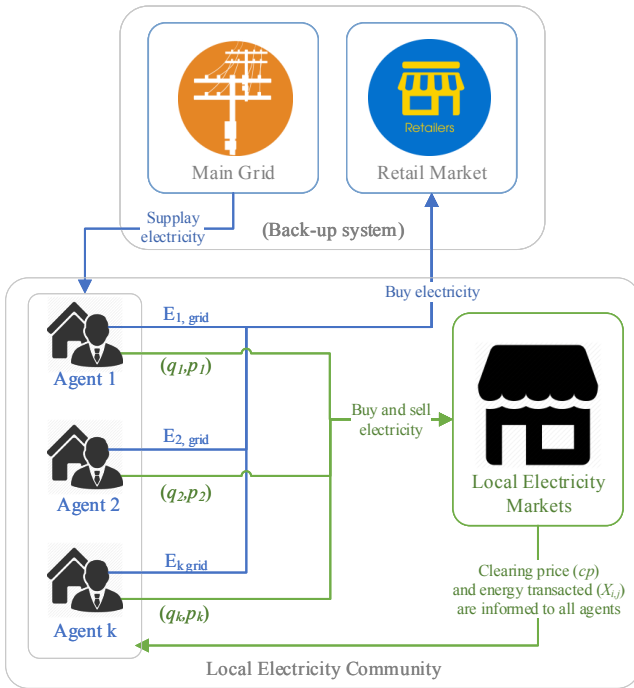 Retailers
Main Grid
Retail Market
Supplay
electricity
(Back-up system)
Buy electricity
E1, grid
Agent 1
(q1,p1)
Buy and sell
electricity
E2, grid
Agent 2
(q2,p2)
Local Electricity
Markets
Ek grid
Agent k
(qk,pk)
Clearing price (cp)
and energy transacted (Xi,j)
are informed to all agents
Local Electricity Community